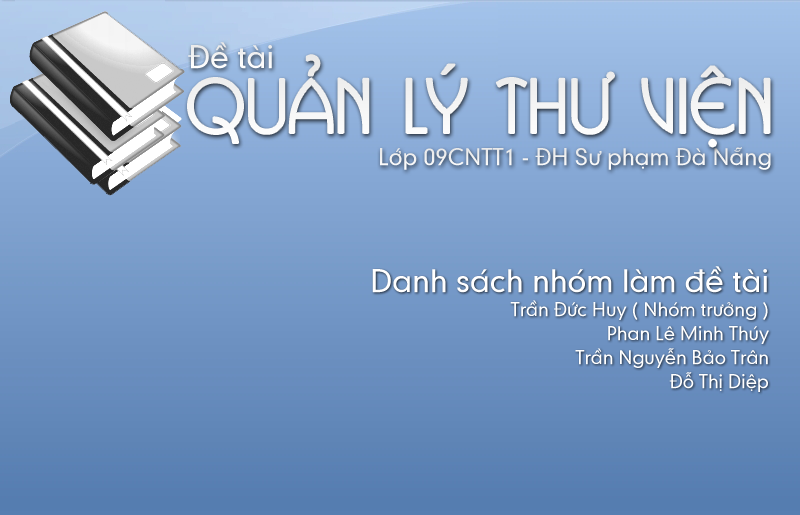 Đề tài
QUẢN LÝ THƯ VIỆN
Lớp 09CNTT1 - ĐH Sư phạm Đà Nẵng
Danh sách nhóm làm đề tài
Trần Đức Huy ( Nhóm trưởng )
Phan Lê Minh Thúy
Trần Nguyễn Bảo Trân
Đỗ Thị Diệp